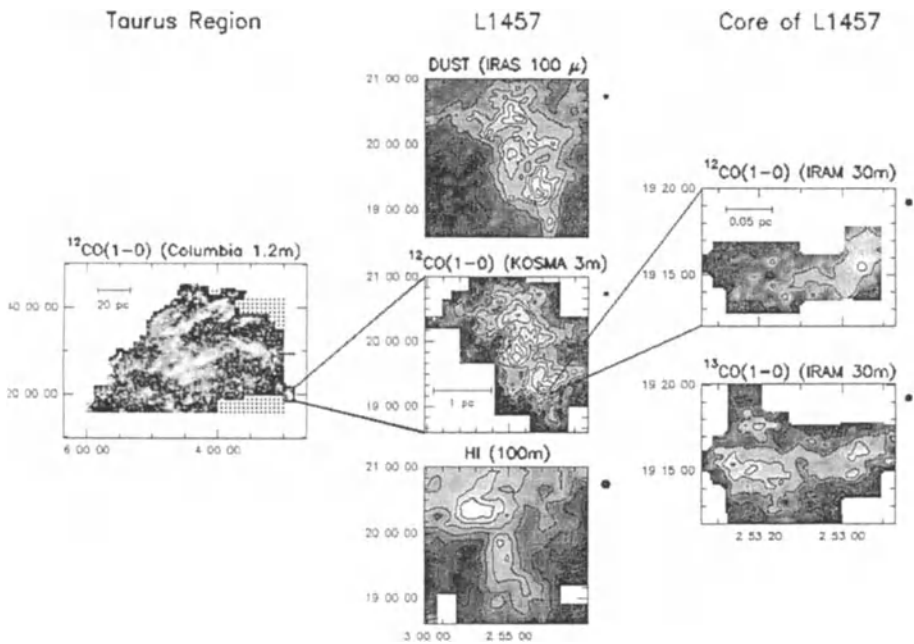 Taurus Region
L1457
Core of L1457
DUST (IRAS 100 μ)
21 00 00
20 00 00
19 00 00
¹²CO(1−0) (Columbia 1.2m)
20 pc
40 00 00
20 00 00
6 00 00
4 00 00
¹²CO(1−0) (KOSMA 3m)
21 00 00
20 00 00
19 00 00
1 pc
HI (100m)
21 00 00
20 00 00
19 00 00
3 00 00
2 55 00
¹²CO(1−0) (IRAM 30m)
19 20 00
0.05 pc
19 15 00
¹³CO(1−0) (IRAM 30m)
19 20 00
19 15 00
2 53 20
2 53 00